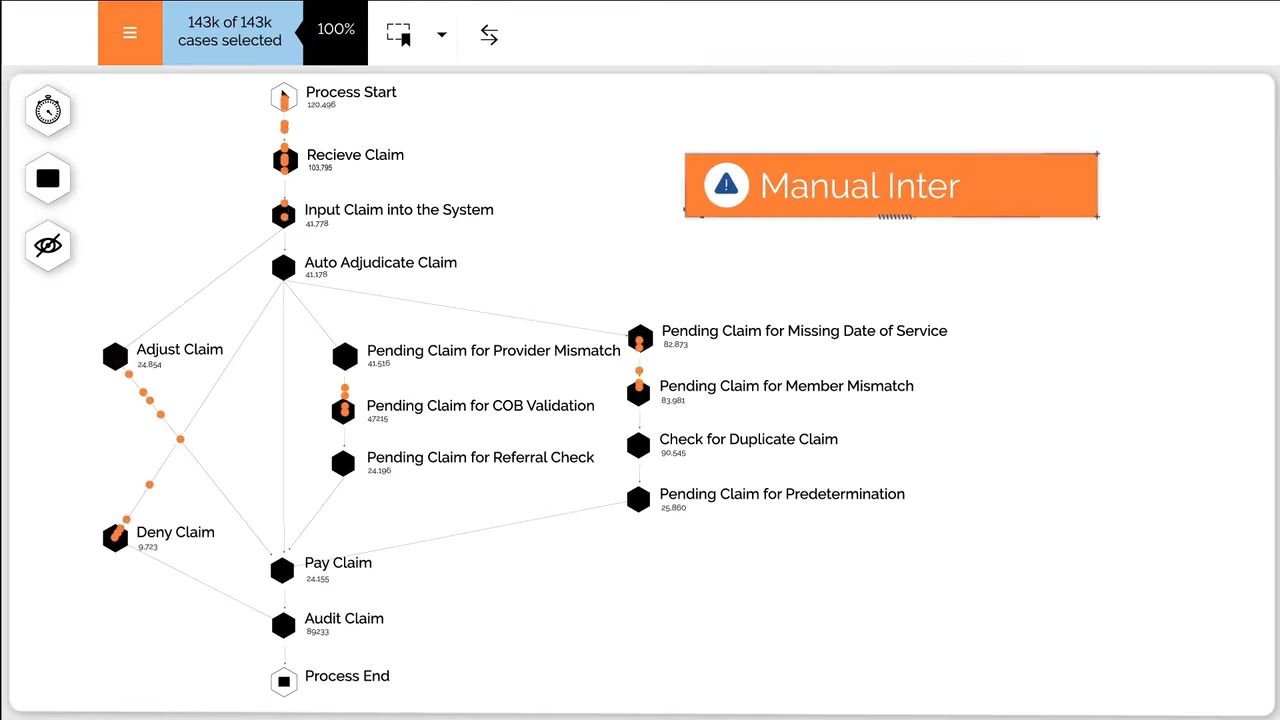 143k of 143k
cases selected
100%
Process Start
120,496
Recieve Claim
103,795
Manual Inter
Input Claim into the System
41,778
Auto Adjudicate Claim
41,178
Pending Claim for Missing Date of Service
82,873
Adjust Claim
24,854
Pending Claim for Provider Mismatch
41,516
Pending Claim for Member Mismatch
83,981
Pending Claim for COB Validation
47215
Check for Duplicate Claim
90,545
Pending Claim for Referral Check
24,196
Pending Claim for Predetermination
25,860
Deny Claim
9,723
Pay Claim
24,155
Audit Claim
89233
Process End